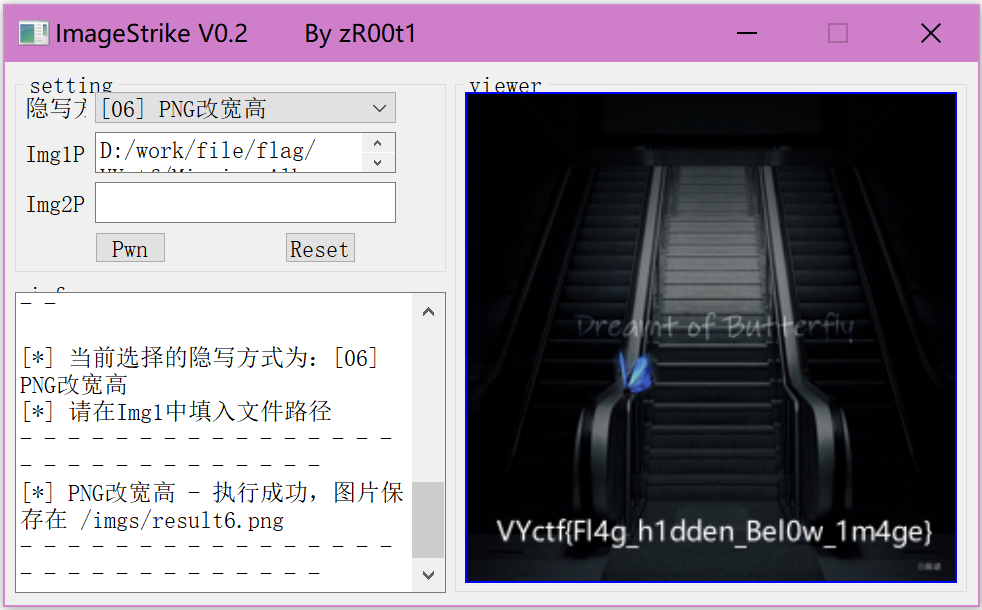 ImageStrike V0.2 By zR00t1
setting
隐写方
[06] PNG改宽高
Img1P
D:/work/file/flag/
Img2P
Pwn
Reset
[*] 当前选择的隐写方式为：[06]
PNG改宽高
[*] 请在Img1中填入文件路径
- - - - - - - - - - - - - - - -
- - - - - - - - - - - - -
[*] PNG改宽高 - 执行成功，图片保
存在 /imgs/result6.png
- - - - - - - - - - - - - - - -
- - - - - - - - - - - - -
viewer
Dreamt of Butterfly
VYctf{Fl4g_h1dden_Bel0w_1m4ge}